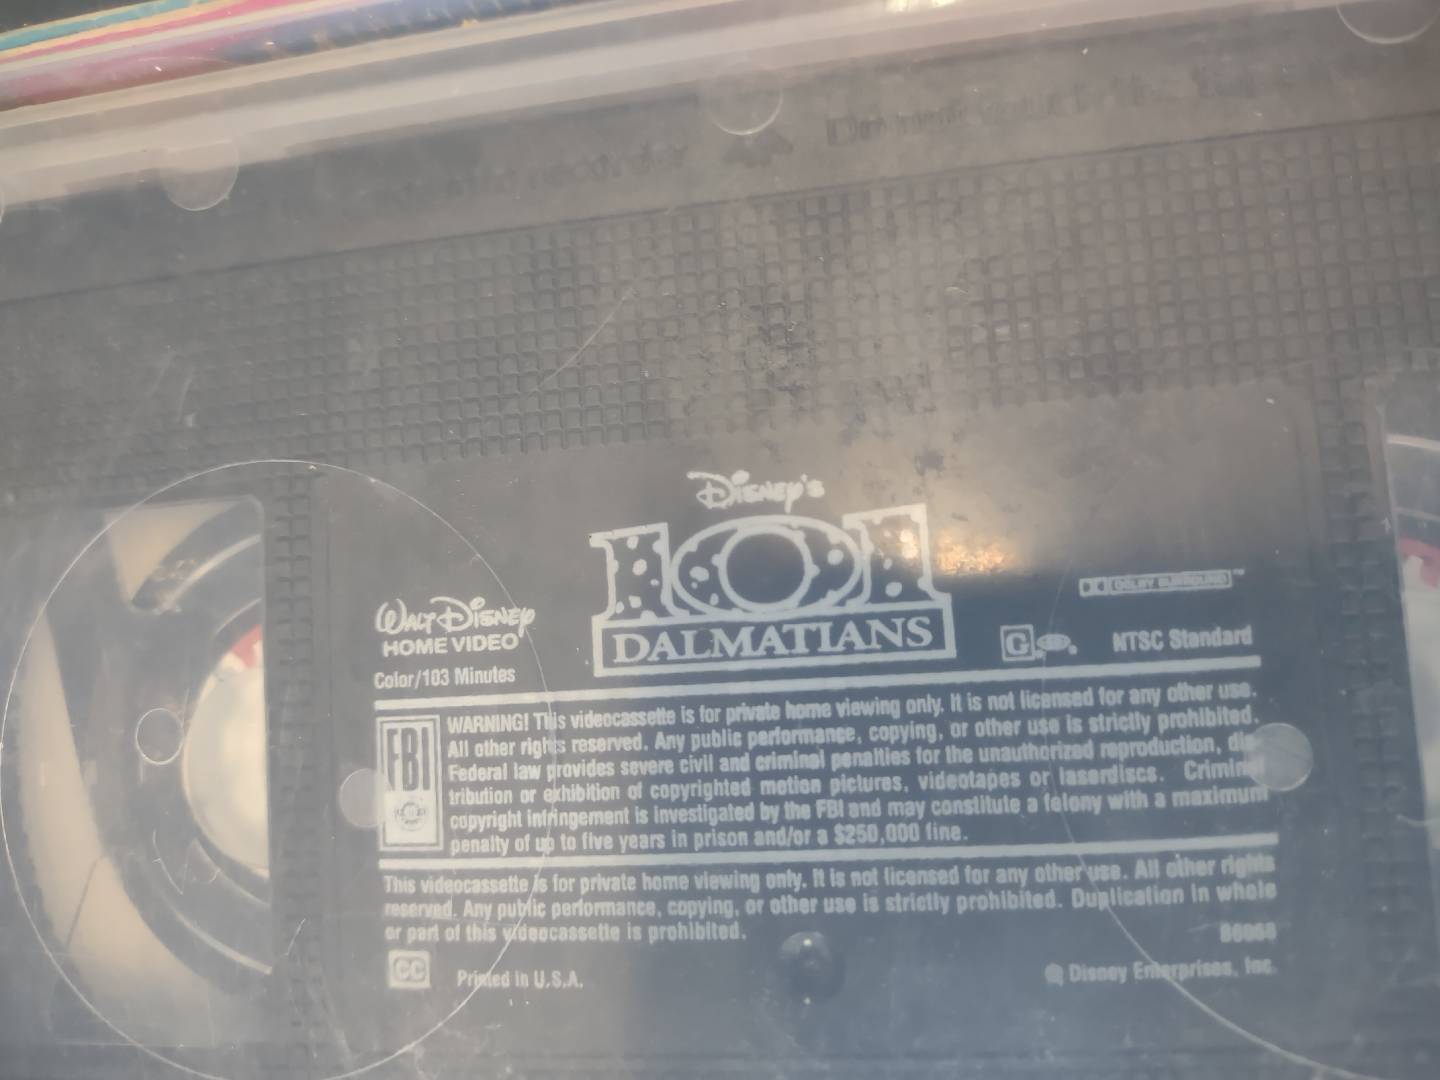 Disney's
101
DALMATIANS
WALT DISNEY
HOME VIDEO
Color/103 Minutes
G
DOLBY SURROUND™
NTSC Standard
FBI
WARNING! This videocassette is for private home viewing only. It is not licensed for any other use.
All other rights reserved. Any public performance, copying, or other use is strictly prohibited.
Federal law provides severe civil and criminal penalties for the unauthorized reproduction, dis-
tribution or exhibition of copyrighted motion pictures, videotapes or laserdiscs. Criminal
copyright infringement is investigated by the FBI and may constitute a felony with a maximum
penalty of up to five years in prison and/or a $250,000 fine.
This videocassette is for private home viewing only. It is not licensed for any other use. All other rights
reserved. Any public performance, copying, or other use is strictly prohibited. Duplication in whole
or part of this videocassette is prohibited.
CC
Printed in U.S.A.
© Disney Enterprises, Inc.